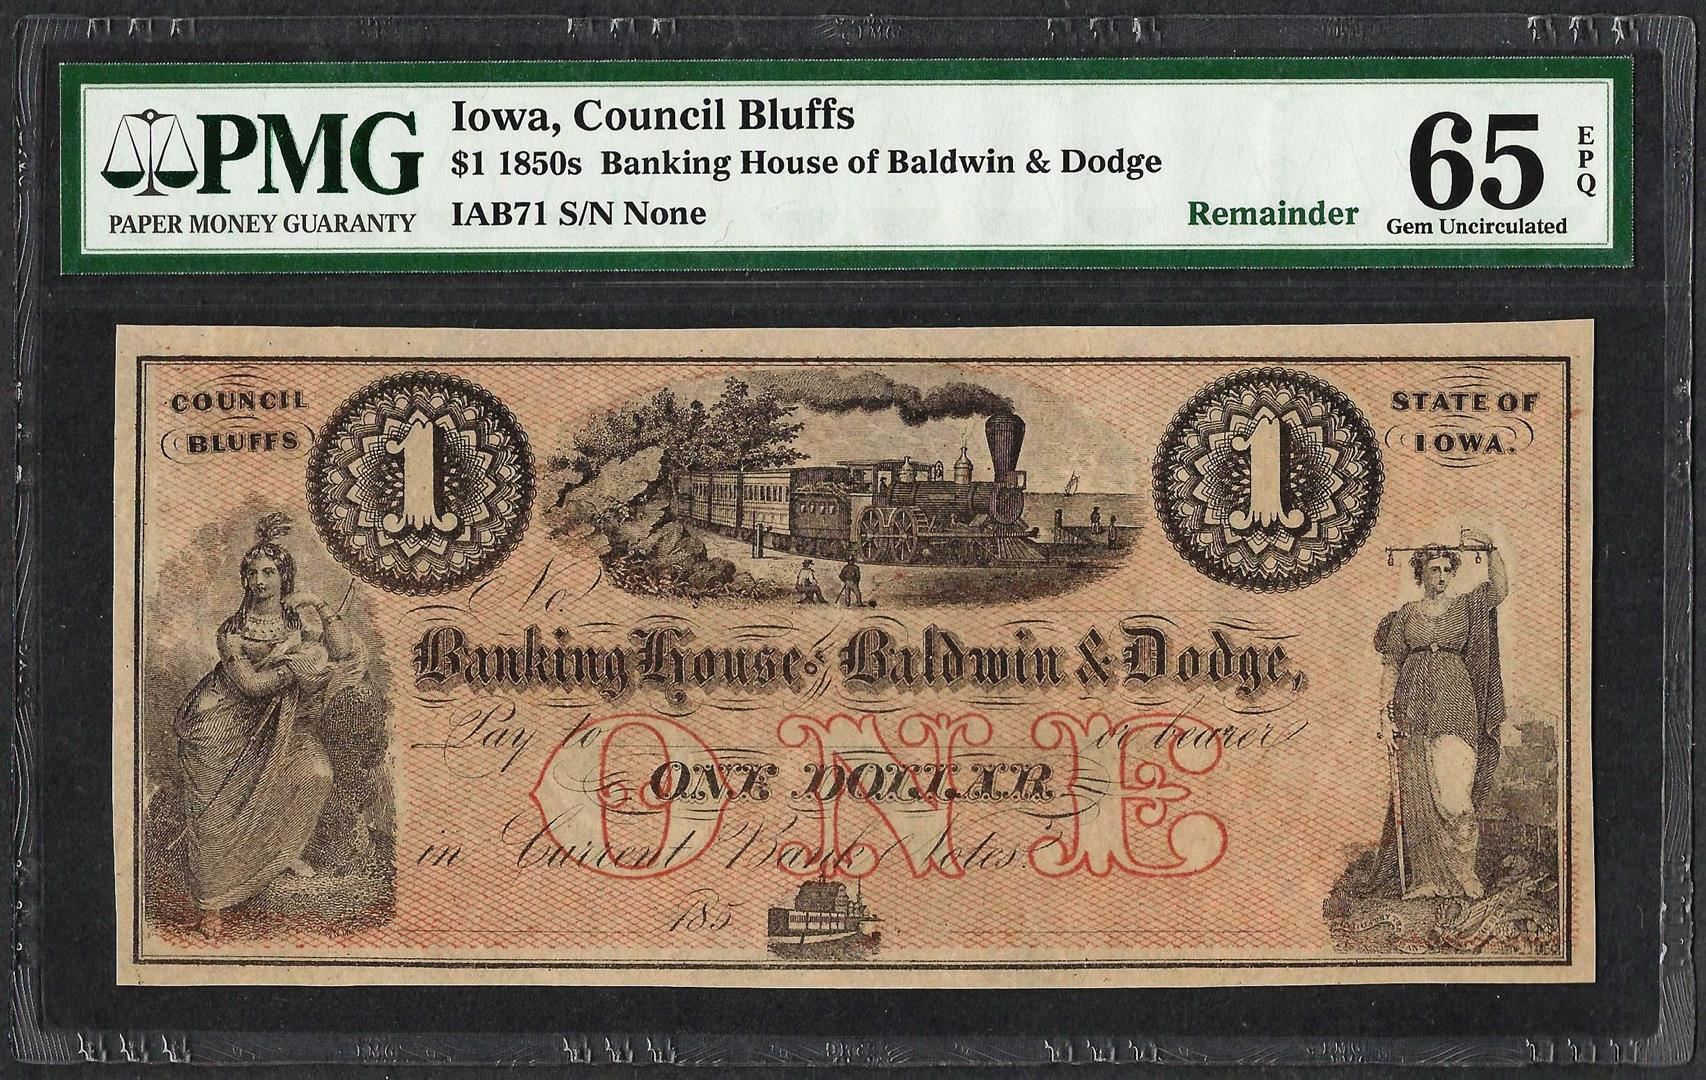 PMG
PAPER MONEY GUARANTY
Iowa, Council Bluffs
$1 1850s Banking House of Baldwin & Dodge
IAB71 S/N None
Remainder
65 EPQ
Gem Uncirculated
COUNCIL
BLUFFS
1
1
STATE OF
IOWA.
No.
Banking House of Baldwin & Dodge,
Pay to or bearer
ONE
ONE DOLLAR
in Current Bank Notes
185